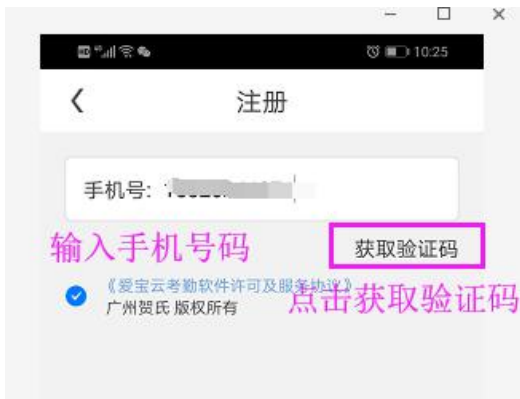 10:25
注册
手机号:
输入手机号码
获取验证码
《爱宝云考勤软件许可及服务协议》
点击获取验证码
广州贺氏 版权所有